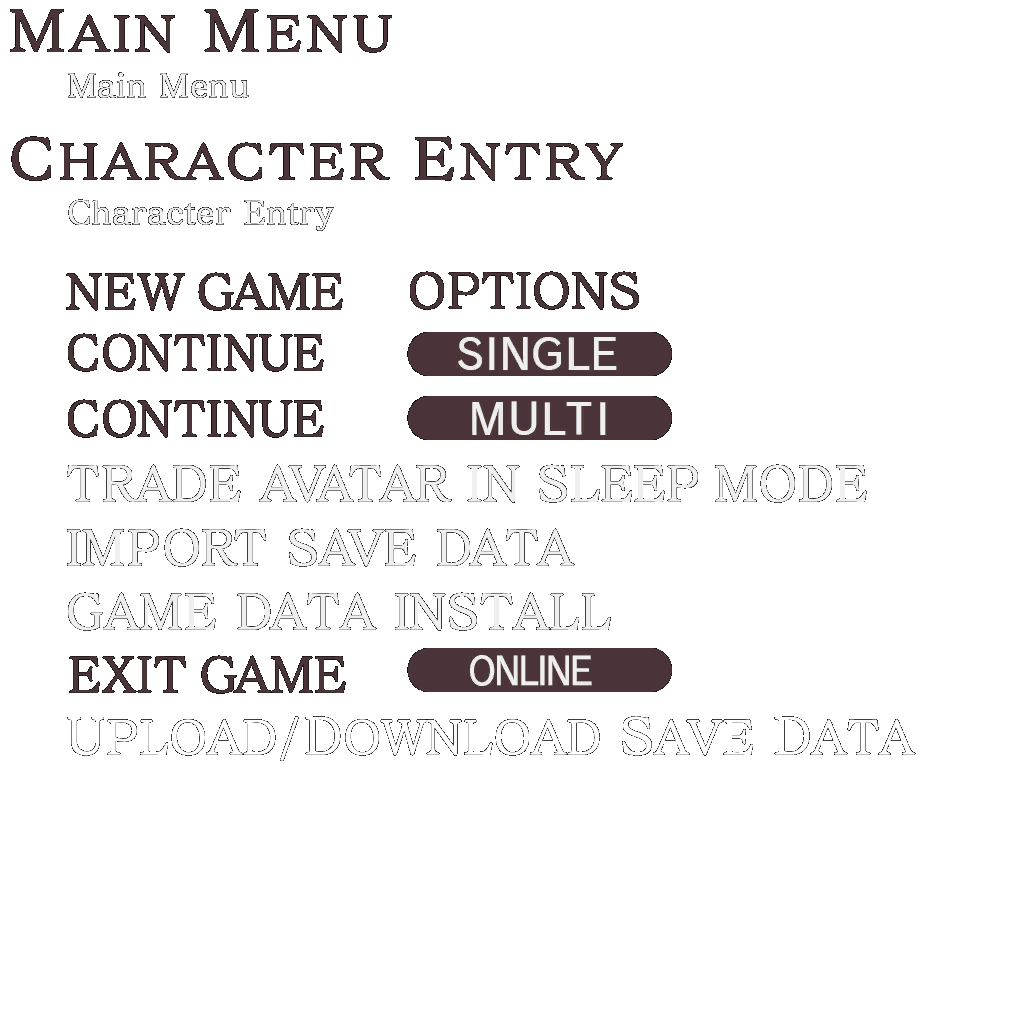 MAIN MENU
Main Menu
CHARACTER ENTRY
Character Entry
NEW GAME OPTIONS
CONTINUE SINGLE
CONTINUE MULTI
TRADE AVATAR IN SLEEP MODE
IMPORT SAVE DATA
GAME DATA INSTALL
EXIT GAME ONLINE
UPLOAD/DOWNLOAD SAVE DATA